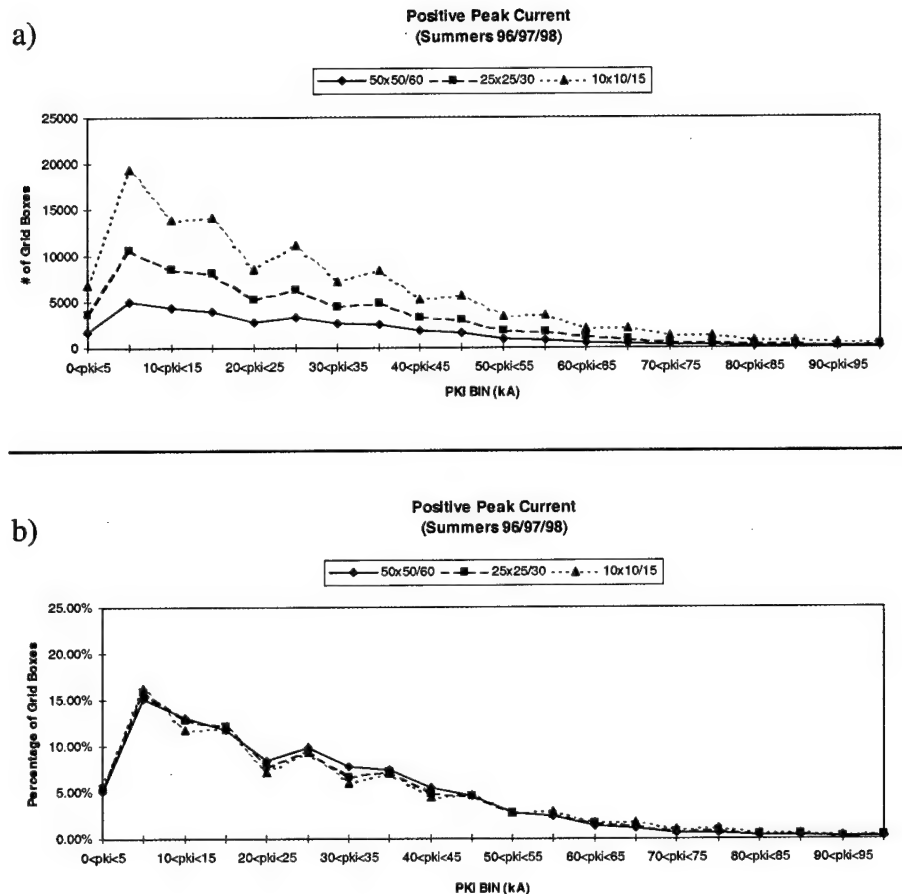 a)
Positive Peak Current
(Summers 96/97/98)
50x50/60 25x25/30 10x10/15
25000
20000
15000
10000
5000
0
# of Grid Boxes
0<pki<5 10<pki<15 20<pki<25 30<pki<35 40<pki<45 50<pki<55 60<pki<65 70<pki<75 80<pki<85 90<pki<95
PKI BIN (kA)
b)
Positive Peak Current
(Summers 96/97/98)
50x50/60 25x25/30 10x10/15
25.00%
20.00%
15.00%
10.00%
5.00%
0.00%
Percentage of Grid Boxes
0<pki<5 10<pki<15 20<pki<25 30<pki<35 40<pki<45 50<pki<55 60<pki<65 70<pki<75 80<pki<85 90<pki<95
PKI BIN (kA)